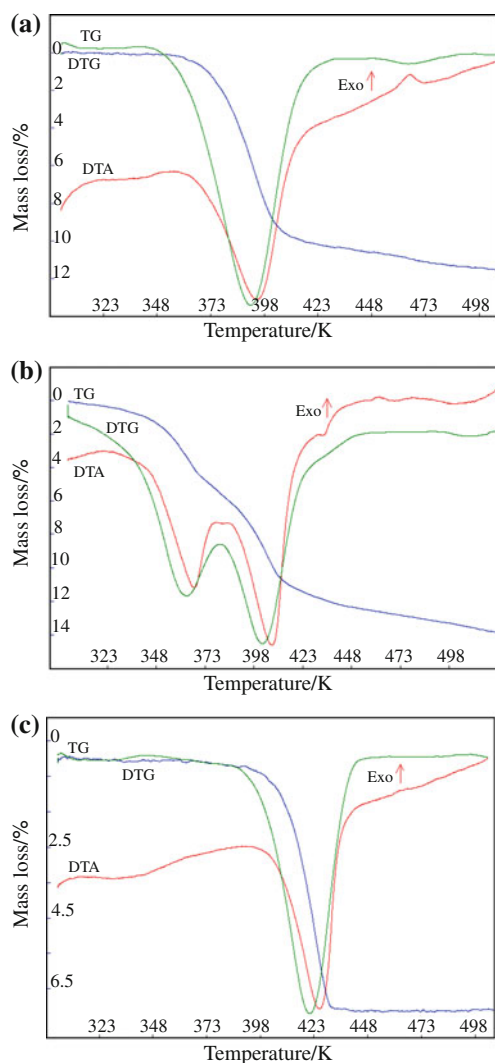 (a)
TG
0
DTG
2
Exo
4
6
DTA
8
10
12
Mass loss/%
323 348 373 398 423 448 473 498
Temperature/K
(b)
0
TG
Exo
2
DTG
4
DTA
6
8
10
12
14
Mass loss/%
323 348 373 398 423 448 473 498
Temperature/K
(c)
0
TG
DTG
Exo
2.5
DTA
4.5
6.5
Mass loss/%
323 348 373 398 423 448 473 498
Temperature/K